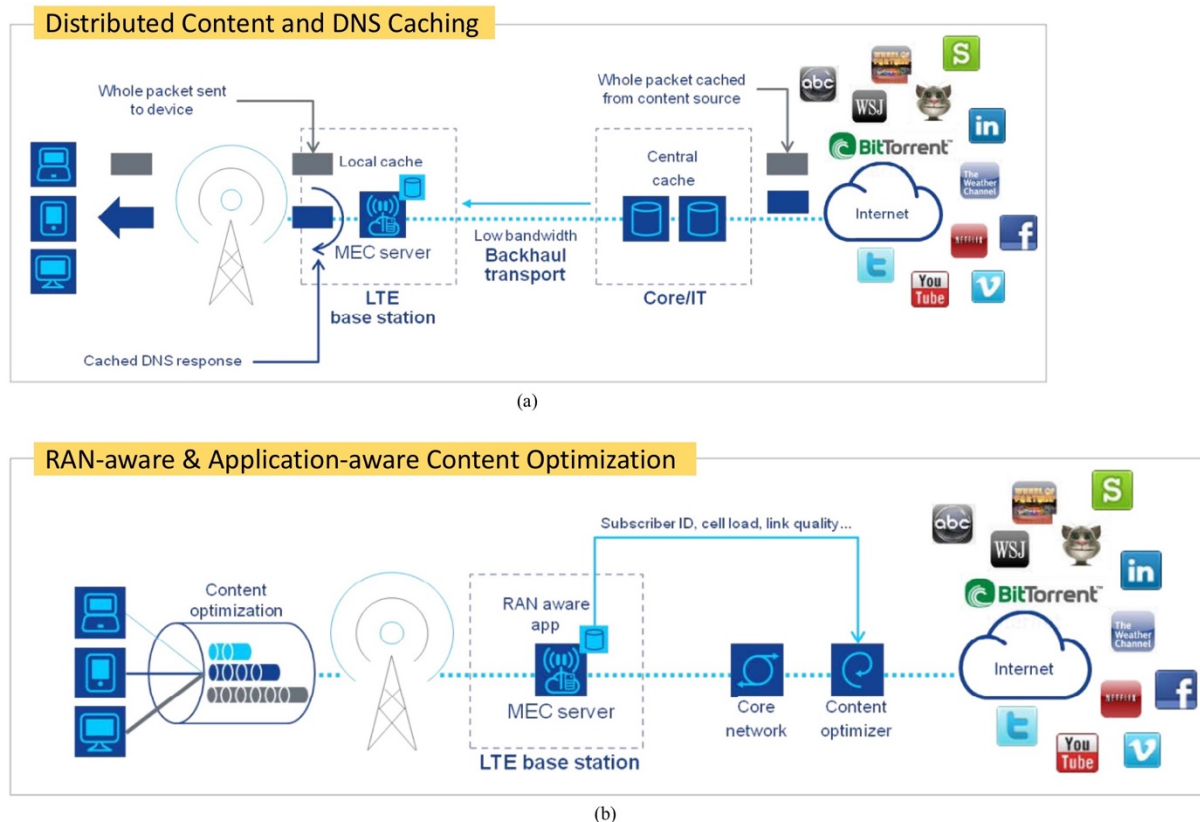 Distributed Content and DNS Caching
Whole packet sent
to device
Whole packet cached
from content source
Local cache
MEC server
LTE
base station
Low bandwidth
Backhaul
transport
Central
cache
Core/IT
Cached DNS response
abc
WSJ
S
in
BitTorrent™
The
Weather
Channel
Internet
NETFLIX
f
t
You
Tube
v
(a)
RAN-aware & Application-aware Content Optimization
Subscriber ID, cell load, link quality...
Content
optimization
RAN aware
app
MEC server
LTE base station
Core
network
Content
optimizer
abc
WSJ
S
in
BitTorrent™
The
Weather
Channel
Internet
NETFLIX
f
t
You
Tube
v
(b)